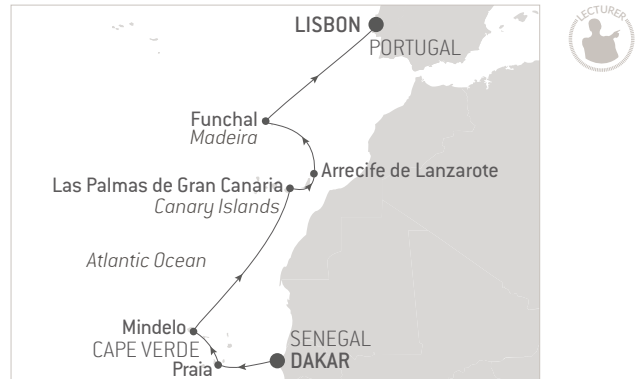 LECTURER
LISBON
PORTUGAL
Funchal
Madeira
Arrecife de Lanzarote
Las Palmas de Gran Canaria
Canary Islands
Atlantic Ocean
Mindelo
CAPE VERDE
Praia
SENEGAL
DAKAR